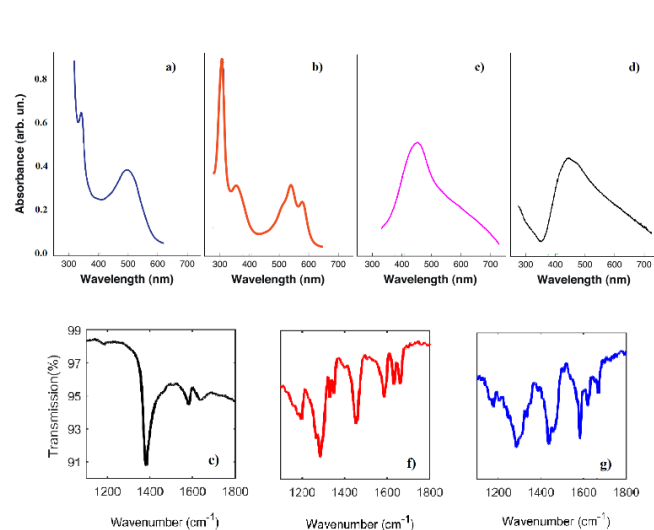 a)
b)
c)
d)
Absorbance (arb. un.)
0.8
0.6
0.4
0.2
0.0
300 400 500 600 700
300 400 500 600 700
300 400 500 600 700
300 400 500 600 700
Wavelength (nm)
Wavelength (nm)
Wavelength (nm)
Wavelength (nm)
Transmission(%)
99
97
95
93
91
e)
f)
g)
1200 1400 1600 1800
1200 1400 1600 1800
1200 1400 1600 1800
Wavenumber (cm⁻¹)
Wavenumber (cm⁻¹)
Wavenumber (cm⁻¹)